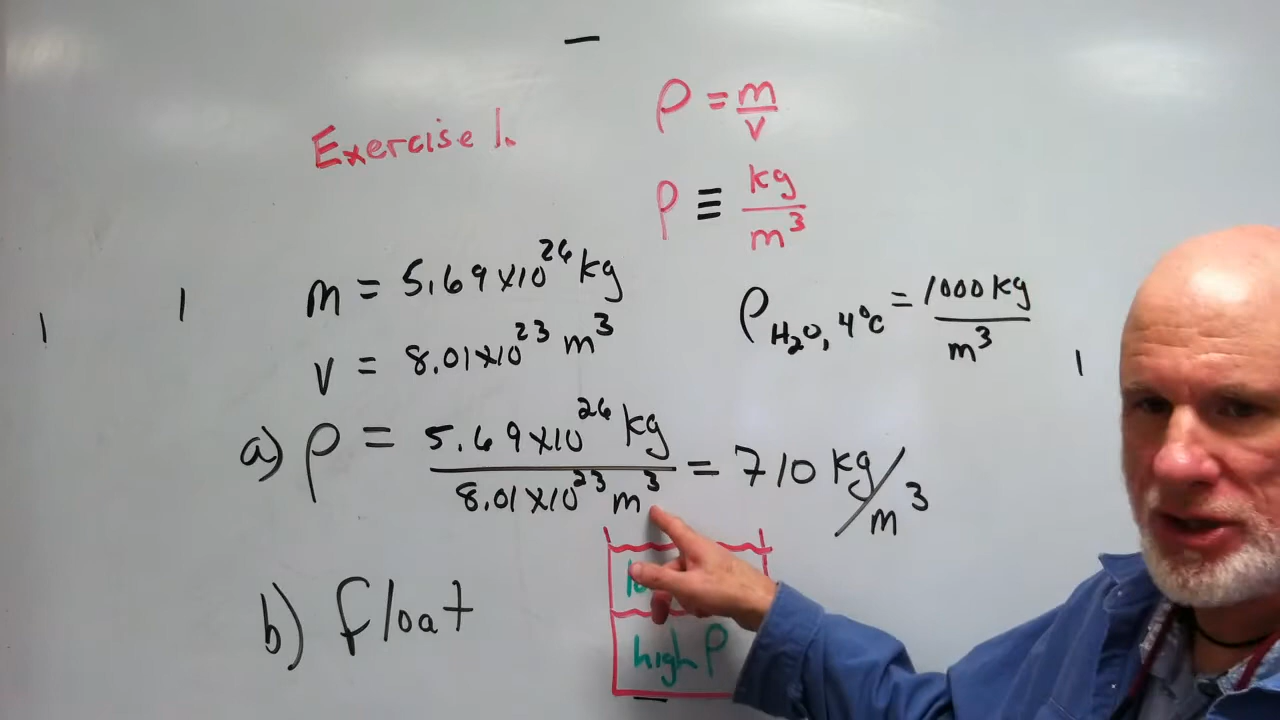 Exercise 1.
ρ = m/v
ρ ≡ kg/m³
m = 5.69x10²⁶ kg
v = 8.01x10²³ m³
ρ H₂O, 4°C = 1000 kg/m³
a) ρ = 5.69x10²⁶ kg / 8.01x10²³ m³ = 710 kg/m³
b) float
high ρ